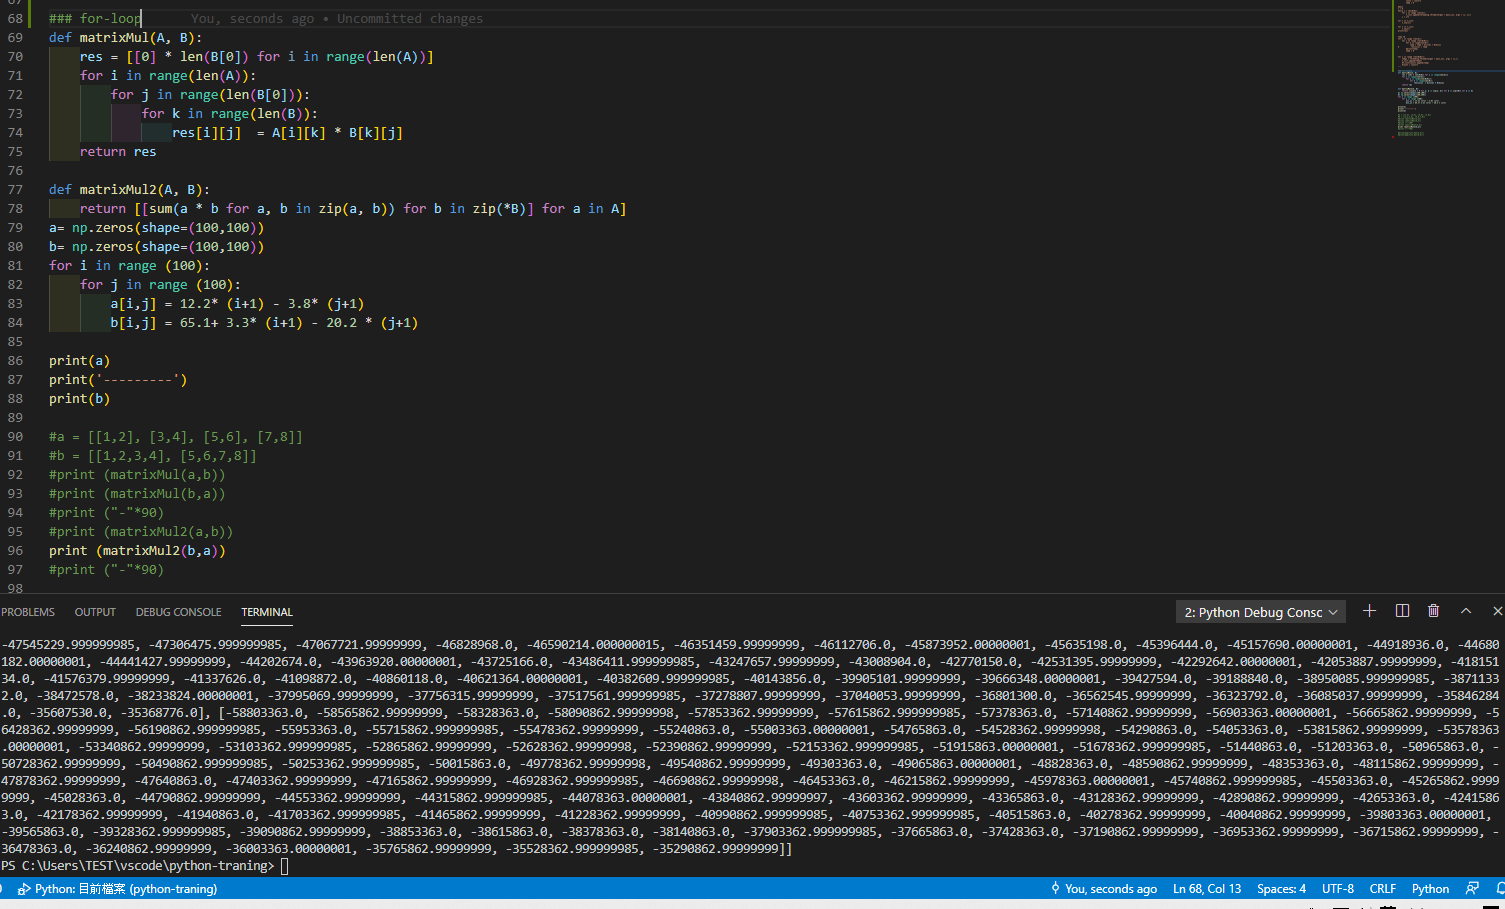 67
68 ### for-loop You, seconds ago • Uncommitted changes
69 def matrixMul(A, B):
70 res = [[0] * len(B[0]) for i in range(len(A))]
71 for i in range(len(A)):
72 for j in range(len(B[0])):
73 for k in range(len(B)):
74 res[i][j]  = A[i][k] * B[k][j]
75 return res
76
77 def matrixMul2(A, B):
78 return [[sum(a * b for a, b in zip(a, b)) for b in zip(*B)] for a in A]
79 a= np.zeros(shape=(100,100))
80 b= np.zeros(shape=(100,100))
81 for i in range (100):
82 for j in range (100):
83 a[i,j] = 12.2* (i+1) - 3.8* (j+1)
84 b[i,j] = 65.1+ 3.3* (i+1) - 20.2 * (j+1)
85
86 print(a)
87 print('---------')
88 print(b)
89
90 #a = [[1,2], [3,4], [5,6], [7,8]]
91 #b = [[1,2,3,4], [5,6,7,8]]
92 #print (matrixMul(a,b))
93 #print (matrixMul(b,a))
94 #print ("-"*90)
95 #print (matrixMul2(a,b))
96 print (matrixMul2(b,a))
97 #print ("-"*90)
98
PROBLEMS OUTPUT DEBUG CONSOLE TERMINAL 2: Python Debug Consc
-47545229.999999985, -47306475.999999985, -47067721.99999999, -46828968.0, -46590214.000000015, -46351459.99999999, -46112706.0, -45873952.00000001, -45635198.0, -45396444.0, -45157690.00000001, -44918936.0, -44680
182.00000001, -44441427.99999999, -44202674.0, -43963920.00000001, -43725166.0, -43486411.999999985, -43247657.99999999, -43008904.0, -42770150.0, -42531395.99999999, -42292642.00000001, -42053887.99999999, -418151
34.0, -41576379.99999999, -41337626.0, -41098872.0, -40860118.0, -40621364.00000001, -40382609.999999985, -40143856.0, -39905101.99999999, -39666348.00000001, -39427594.0, -39188840.0, -38950085.999999985, -3871133
2.0, -38472578.0, -38233824.00000001, -37995069.99999999, -37756315.99999999, -37517561.999999985, -37278807.99999999, -37040053.99999999, -36801300.0, -36562545.99999999, -36323792.0, -36085037.99999999, -35846284
.0, -35607530.0, -35368776.0], [-58803363.0, -58565862.99999999, -58328363.0, -58090862.99999998, -57853362.99999999, -57615862.999999985, -57378363.0, -57140862.99999999, -56903363.00000001, -56665862.99999999, -5
6428362.99999999, -56190862.999999985, -55953363.0, -55715862.999999985, -55478362.99999999, -55240863.0, -55003363.00000001, -54765863.0, -54528362.99999998, -54290863.0, -54053363.0, -53815862.99999999, -53578363
.00000001, -53340862.99999999, -53103362.999999985, -52865862.99999999, -52628362.99999998, -52390862.99999999, -52153362.999999985, -51915863.00000001, -51678362.999999985, -51440863.0, -51203363.0, -50965863.0, -
50728362.99999999, -50490862.999999985, -50253362.999999985, -50015863.0, -49778362.99999998, -49540862.99999999, -49303363.0, -49065863.00000001, -48828363.0, -48590862.99999999, -48353363.0, -48115862.99999999, -
47878362.99999999, -47640863.0, -47403362.99999999, -47165862.99999999, -46928362.999999985, -46690862.99999998, -46453363.0, -46215862.99999999, -45978363.00000001, -45740862.999999985, -45503363.0, -45265862.9999
9999, -45028363.0, -44790862.99999999, -44553362.99999999, -44315862.999999985, -44078363.00000001, -43840862.99999997, -43603362.99999999, -43365863.0, -43128362.99999999, -42890862.99999999, -42653363.0, -4241586
3.0, -42178362.99999999, -41940863.0, -41703362.999999985, -41465862.99999999, -41228362.99999999, -40990862.999999985, -40753362.999999985, -40515863.0, -40278362.99999999, -40040862.99999999, -39803363.00000001,
-39565863.0, -39328362.999999985, -39090862.99999999, -38853363.0, -38615863.0, -38378363.0, -38140863.0, -37903362.999999985, -37665863.0, -37428363.0, -37190862.99999999, -36953362.99999999, -36715862.99999999, -
36478363.0, -36240862.99999999, -36003363.00000001, -35765862.99999999, -35528362.999999985, -35290862.99999999]]
PS C:\Users\TEST\vscode\python-traning>
Python: 目前檔案 (python-traning) You, seconds ago Ln 68, Col 13 Spaces: 4 UTF-8 CRLF Python